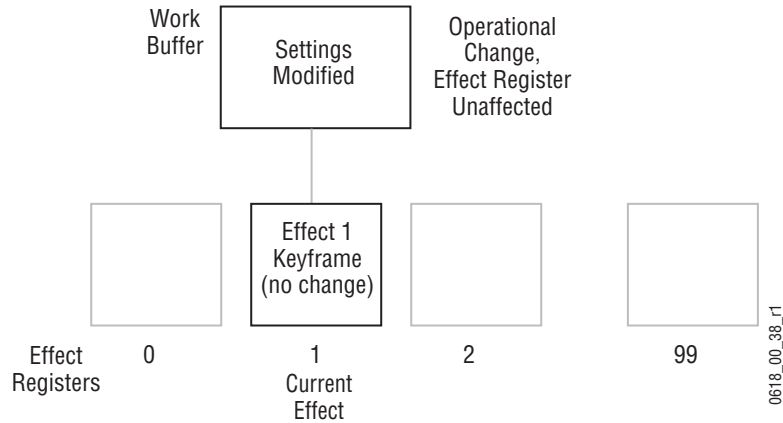 Work
Buffer
Settings
Modified
Operational
Change,
Effect Register
Unaffected
Effect 1
Keyframe
(no change)
Effect
Registers
0
1
2
99
Current
Effect
0618_00_38_r1